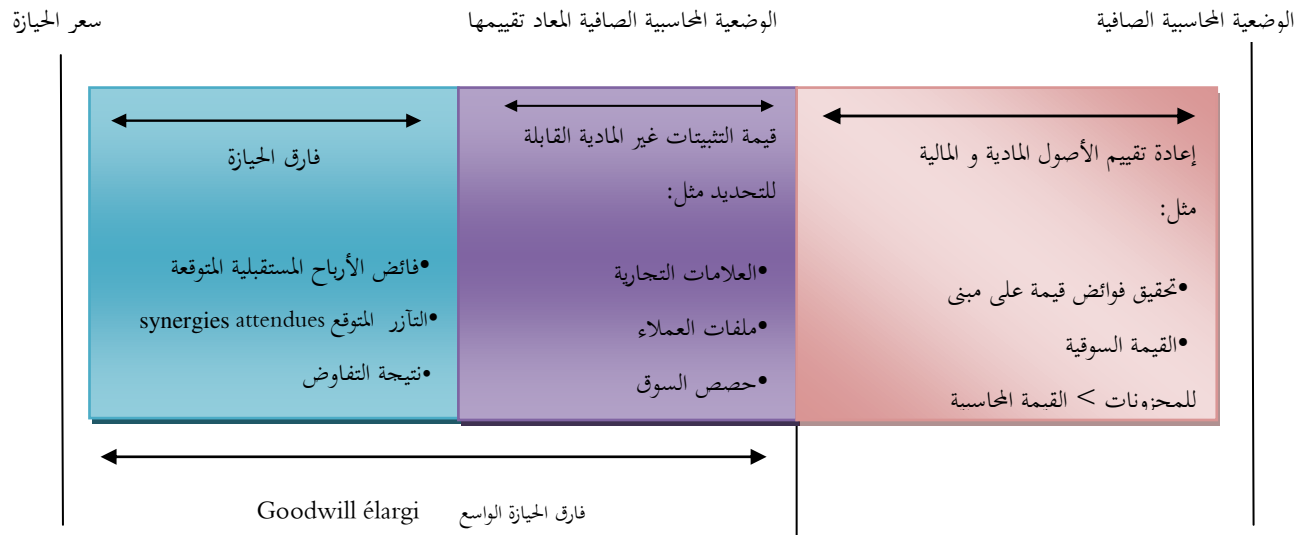 الوضعية المحاسبية الصافية
الوضعية المحاسبية الصافية المعاد تقييمها
سعر الحيازة
إعادة تقييم الأصول المادية و المالية
مثل:
•تحقيق فوائض قيمة على مبنى
•القيمة السوقية
للمخزونات > القيمة المحاسبية
قيمة التثبيتات غير المادية القابلة
للتحديد مثل:
•العلامات التجارية
•ملفات العملاء
•حصص السوق
فارق الحيازة
•فائض الأرباح المستقبلية المتوقعة
•التآزر المتوقع synergies attendues
•نتيجة التفاوض
فارق الحيازة الواسع Goodwill élargi